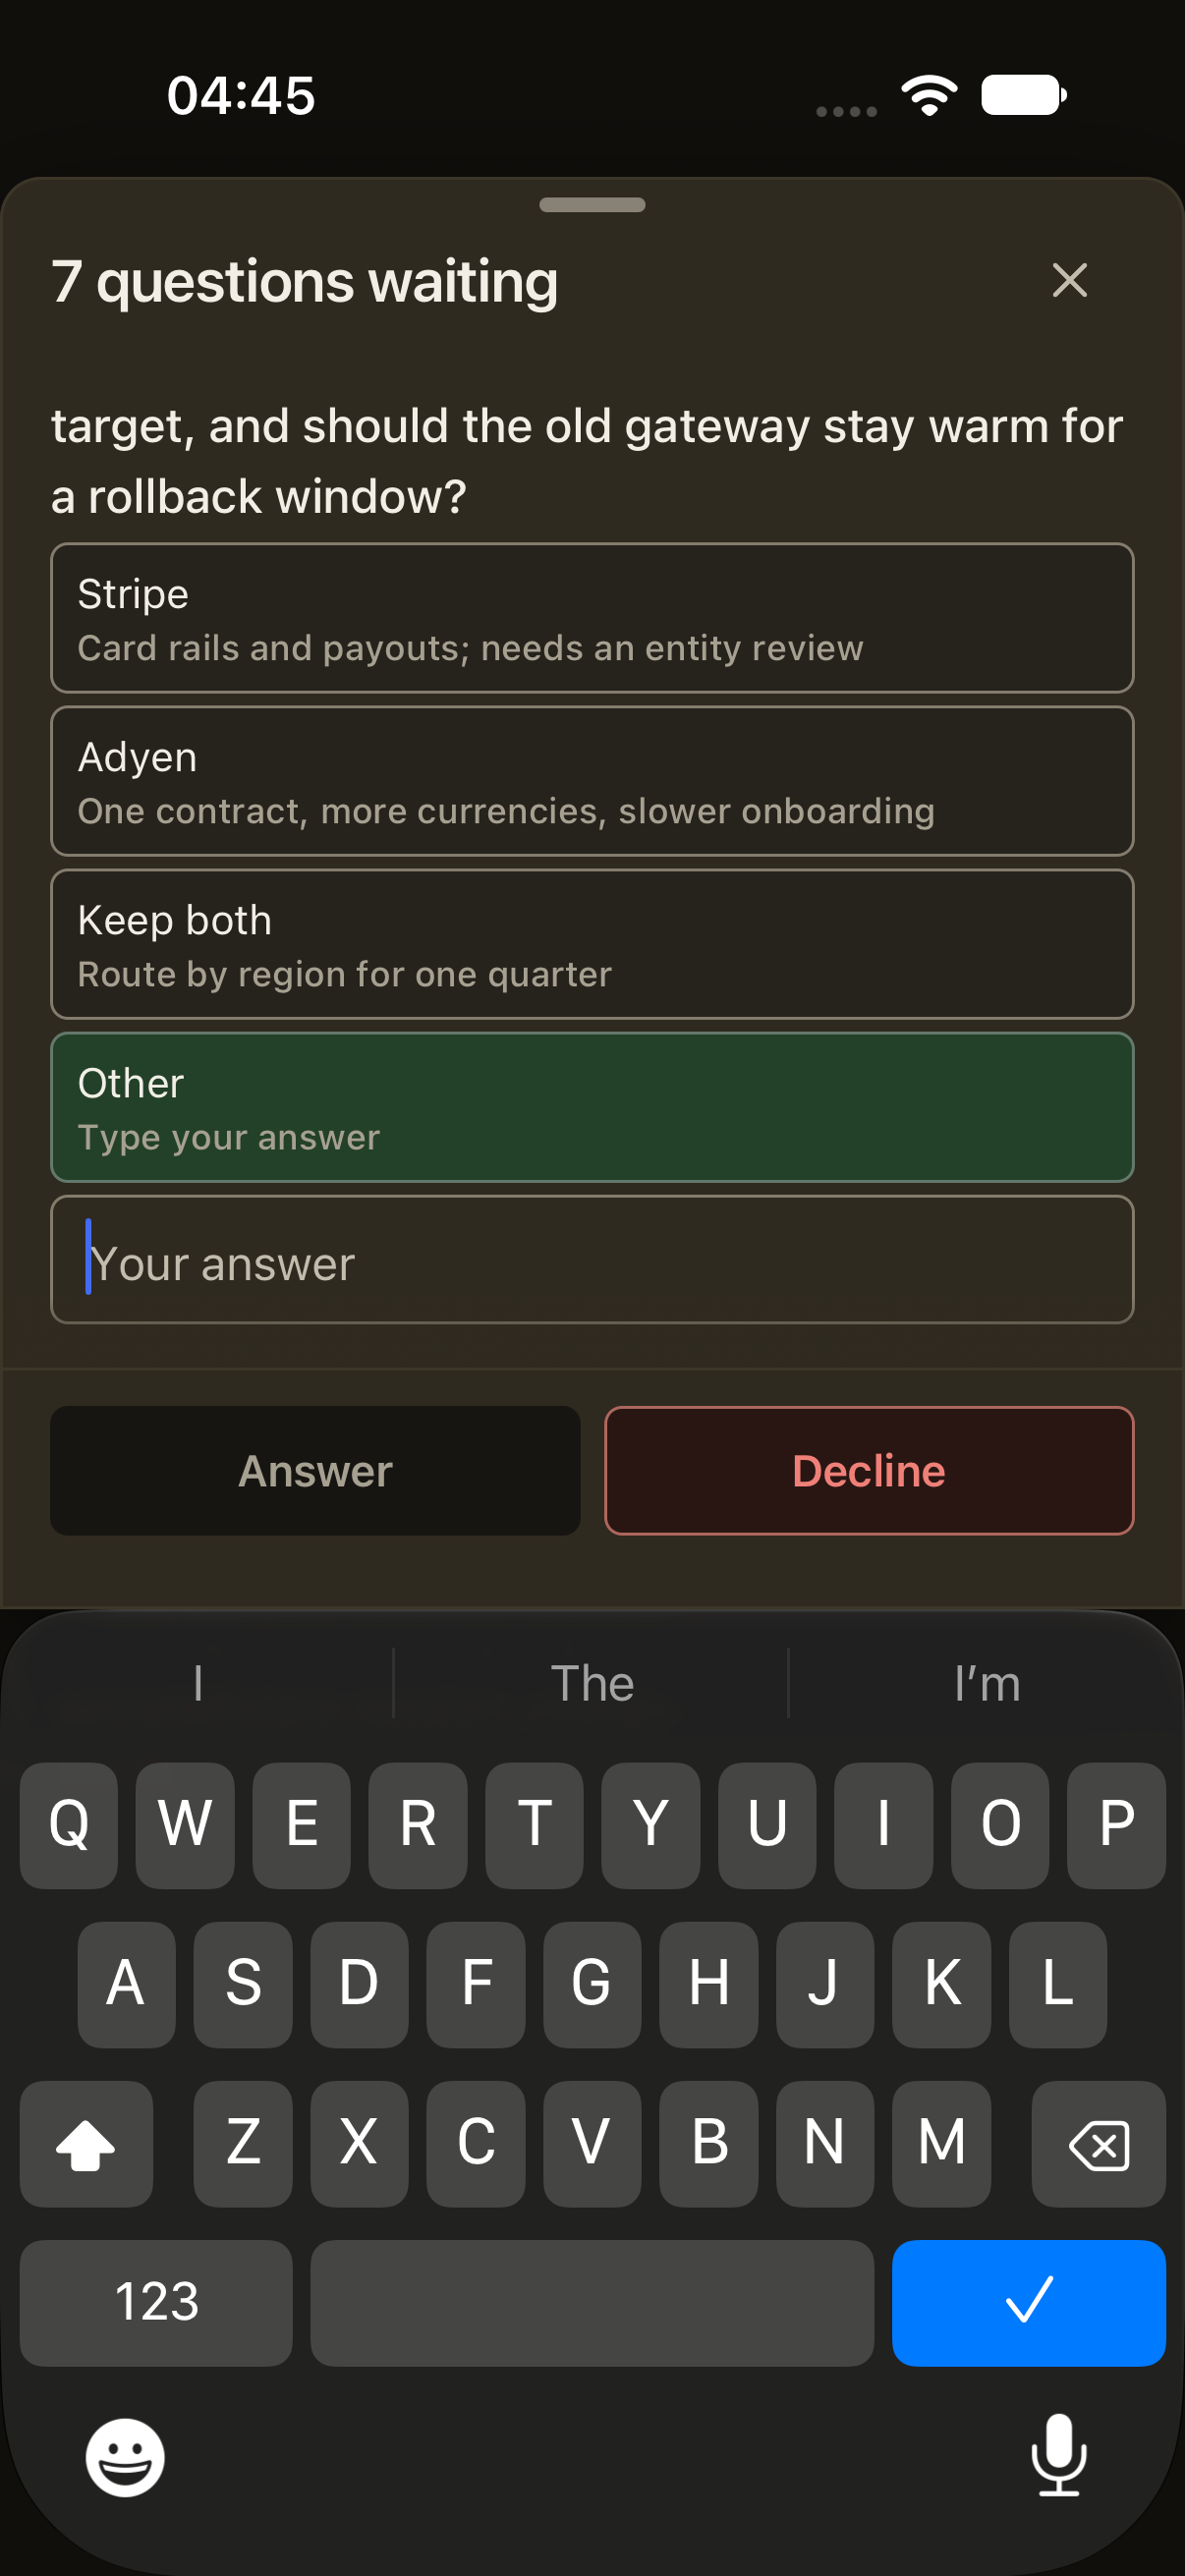 04:45
7 questions waiting
target, and should the old gateway stay warm for
a rollback window?
Stripe
Card rails and payouts; needs an entity review
Adyen
One contract, more currencies, slower onboarding
Keep both
Route by region for one quarter
Other
Type your answer
Your answer
Answer
Decline
I
The
I’m
Q W E R T Y U I O P
A S D F G H J K L
Z X C V B N M
123